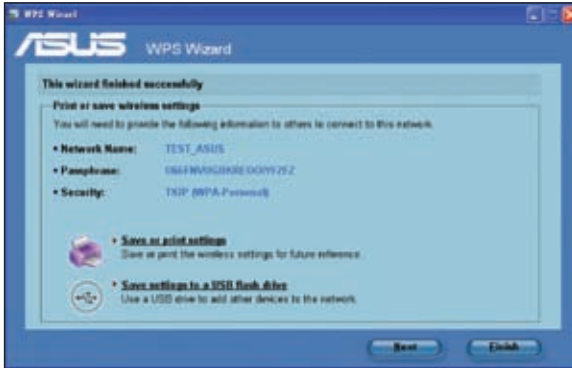 WPS Wizard
ASUS WPS Wizard
This wizard finished successfully
Print or save wireless settings
You will need to provide the following information to others to connect to this network.
• Network Name: TEST_ASUS
• Passphrase:
• Security: TKIP (WPA-Personal)
Save or print settings
Save or print the wireless settings for future reference.
Save settings to a USB flash drive
Use a USB drive to add other devices to the network.
Next Finish